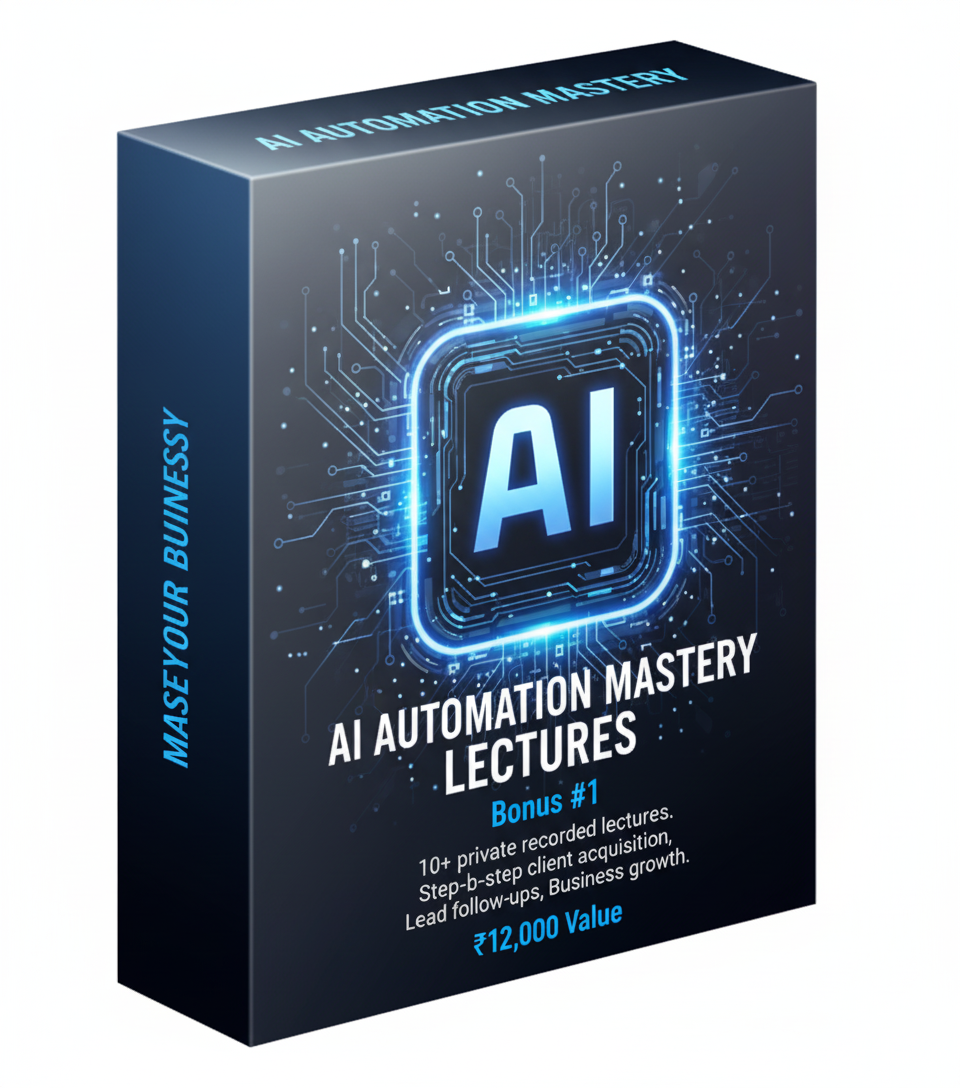 AI AUTOMATION MASTERY
MASEYOUR BUINESSY
AI
AI AUTOMATION MASTERY
LECTURES
Bonus #1
10+ private recorded lectures.
Step-b-step client acquisition,
Lead follow-ups, Business growth.
₹12,000 Value